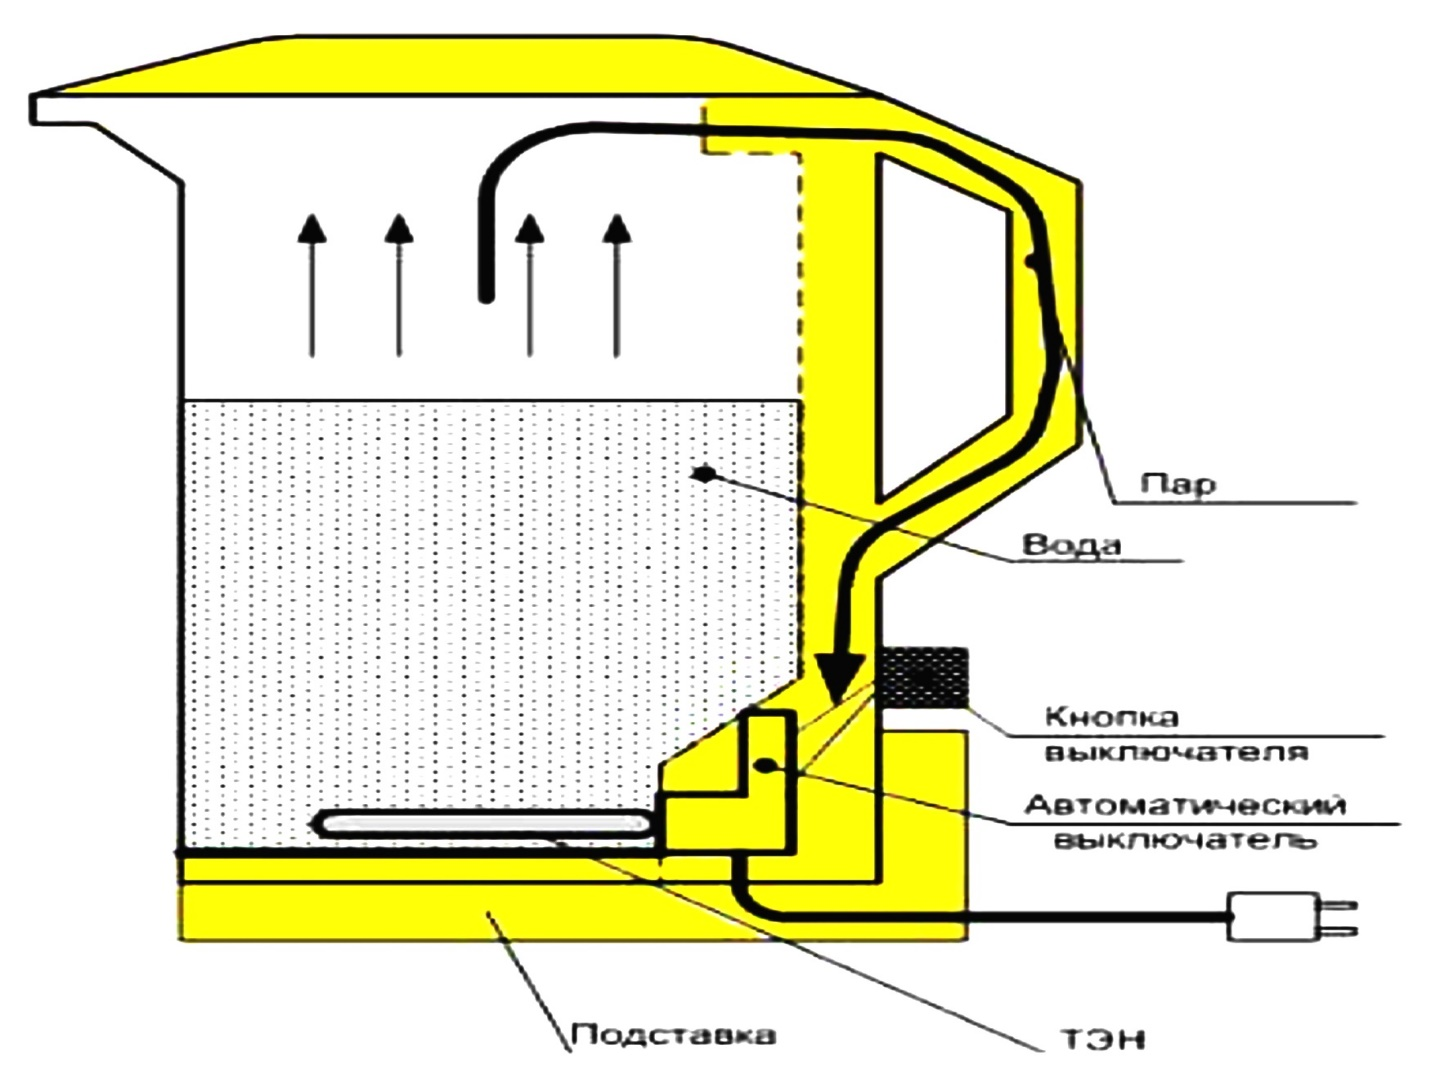 Пар
Вода
Кнопка
выключателя
Автоматический
выключатель
Подставка
ТЭН